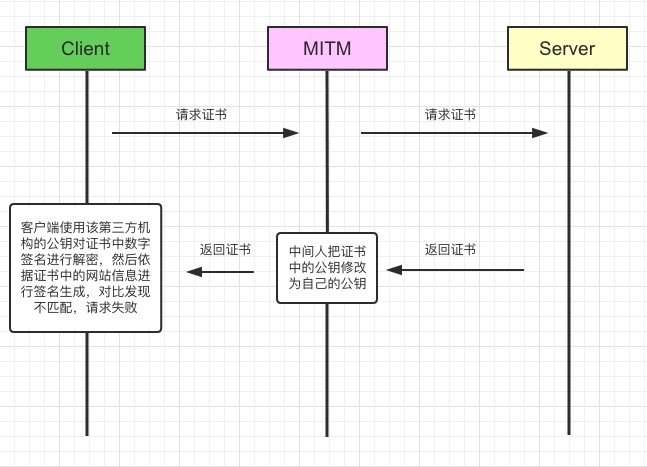 Client
MITM
Server
请求证书
请求证书
客户端使用该第三方机
构的公钥对证书中数字
签名进行解密，然后依
据证书中的网站信息进
行签名生成，对比发现
不匹配，请求失败
返回证书
中间人把证书
中的公钥修改
为自己的公钥
返回证书